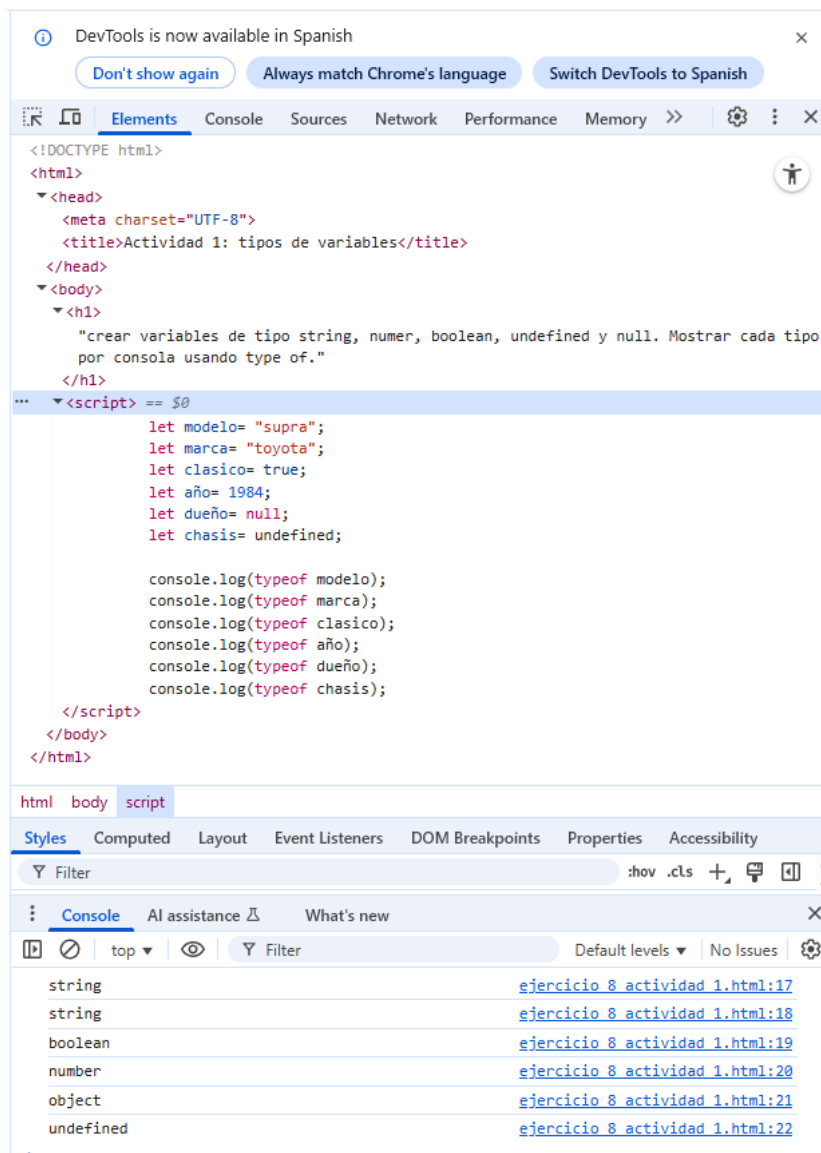 DevTools is now available in Spanish
Don't show again Always match Chrome's language Switch DevTools to Spanish
Elements Console Sources Network Performance Memory
<!DOCTYPE html>
<html>
<head>
<meta charset="UTF-8">
<title>Actividad 1: tipos de variables</title>
</head>
<body>
<h1>
"crear variables de tipo string, numer, boolean, undefined y null. Mostrar cada tipo
por consola usando type of."
</h1>
<script> == $0
let modelo= "supra";
let marca= "toyota";
let clasico= true;
let año= 1984;
let dueño= null;
let chasis= undefined;
console.log(typeof modelo);
console.log(typeof marca);
console.log(typeof clasico);
console.log(typeof año);
console.log(typeof dueño);
console.log(typeof chasis);
</script>
</body>
</html>
html body script
Styles Computed Layout Event Listeners DOM Breakpoints Properties Accessibility
Filter :hov .cls
Console AI assistance What's new
top Filter Default levels No Issues
string ejercicio 8 actividad 1.html:17
string ejercicio 8 actividad 1.html:18
boolean ejercicio 8 actividad 1.html:19
number ejercicio 8 actividad 1.html:20
object ejercicio 8 actividad 1.html:21
undefined ejercicio 8 actividad 1.html:22